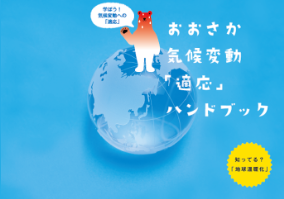 学ぼう！
気候変動への
「適応」
おおさか
気候変動
「適応」
ハンドブック
知ってる？
「地球温暖化」